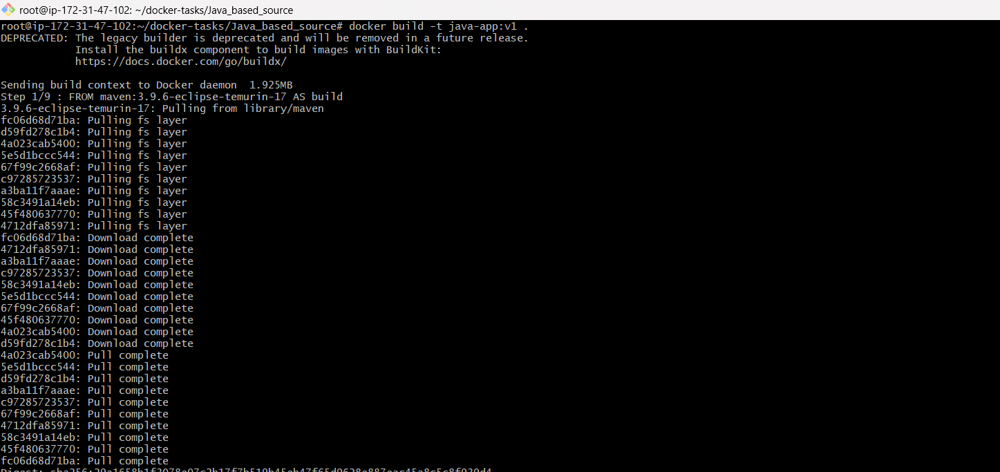 root@ip-172-31-47-102: ~/docker-tasks/Java_based_source
root@ip-172-31-47-102:~/docker-tasks/Java_based_source# docker build -t java-app:v1 .
DEPRECATED: The legacy builder is deprecated and will be removed in a future release.
            Install the buildx component to build images with BuildKit:
            https://docs.docker.com/go/buildx/

Sending build context to Docker daemon  1.925MB
Step 1/9 : FROM maven:3.9.6-eclipse-temurin-17 AS build
3.9.6-eclipse-temurin-17: Pulling from library/maven
fc06d68d71ba: Pulling fs layer
d59fd278c1b4: Pulling fs layer
4a023cab5400: Pulling fs layer
5e5d1bccc544: Pulling fs layer
67f99c2668af: Pulling fs layer
c97285723537: Pulling fs layer
a3ba11f7aaae: Pulling fs layer
58c3491a14eb: Pulling fs layer
45f480637770: Pulling fs layer
4712dfa85971: Pulling fs layer
fc06d68d71ba: Download complete
4712dfa85971: Download complete
a3ba11f7aaae: Download complete
c97285723537: Download complete
58c3491a14eb: Download complete
5e5d1bccc544: Download complete
67f99c2668af: Download complete
45f480637770: Download complete
4a023cab5400: Download complete
d59fd278c1b4: Download complete
4a023cab5400: Pull complete
5e5d1bccc544: Pull complete
d59fd278c1b4: Pull complete
a3ba11f7aaae: Pull complete
c97285723537: Pull complete
67f99c2668af: Pull complete
4712dfa85971: Pull complete
58c3491a14eb: Pull complete
45f480637770: Pull complete
fc06d68d71ba: Pull complete
Digest: